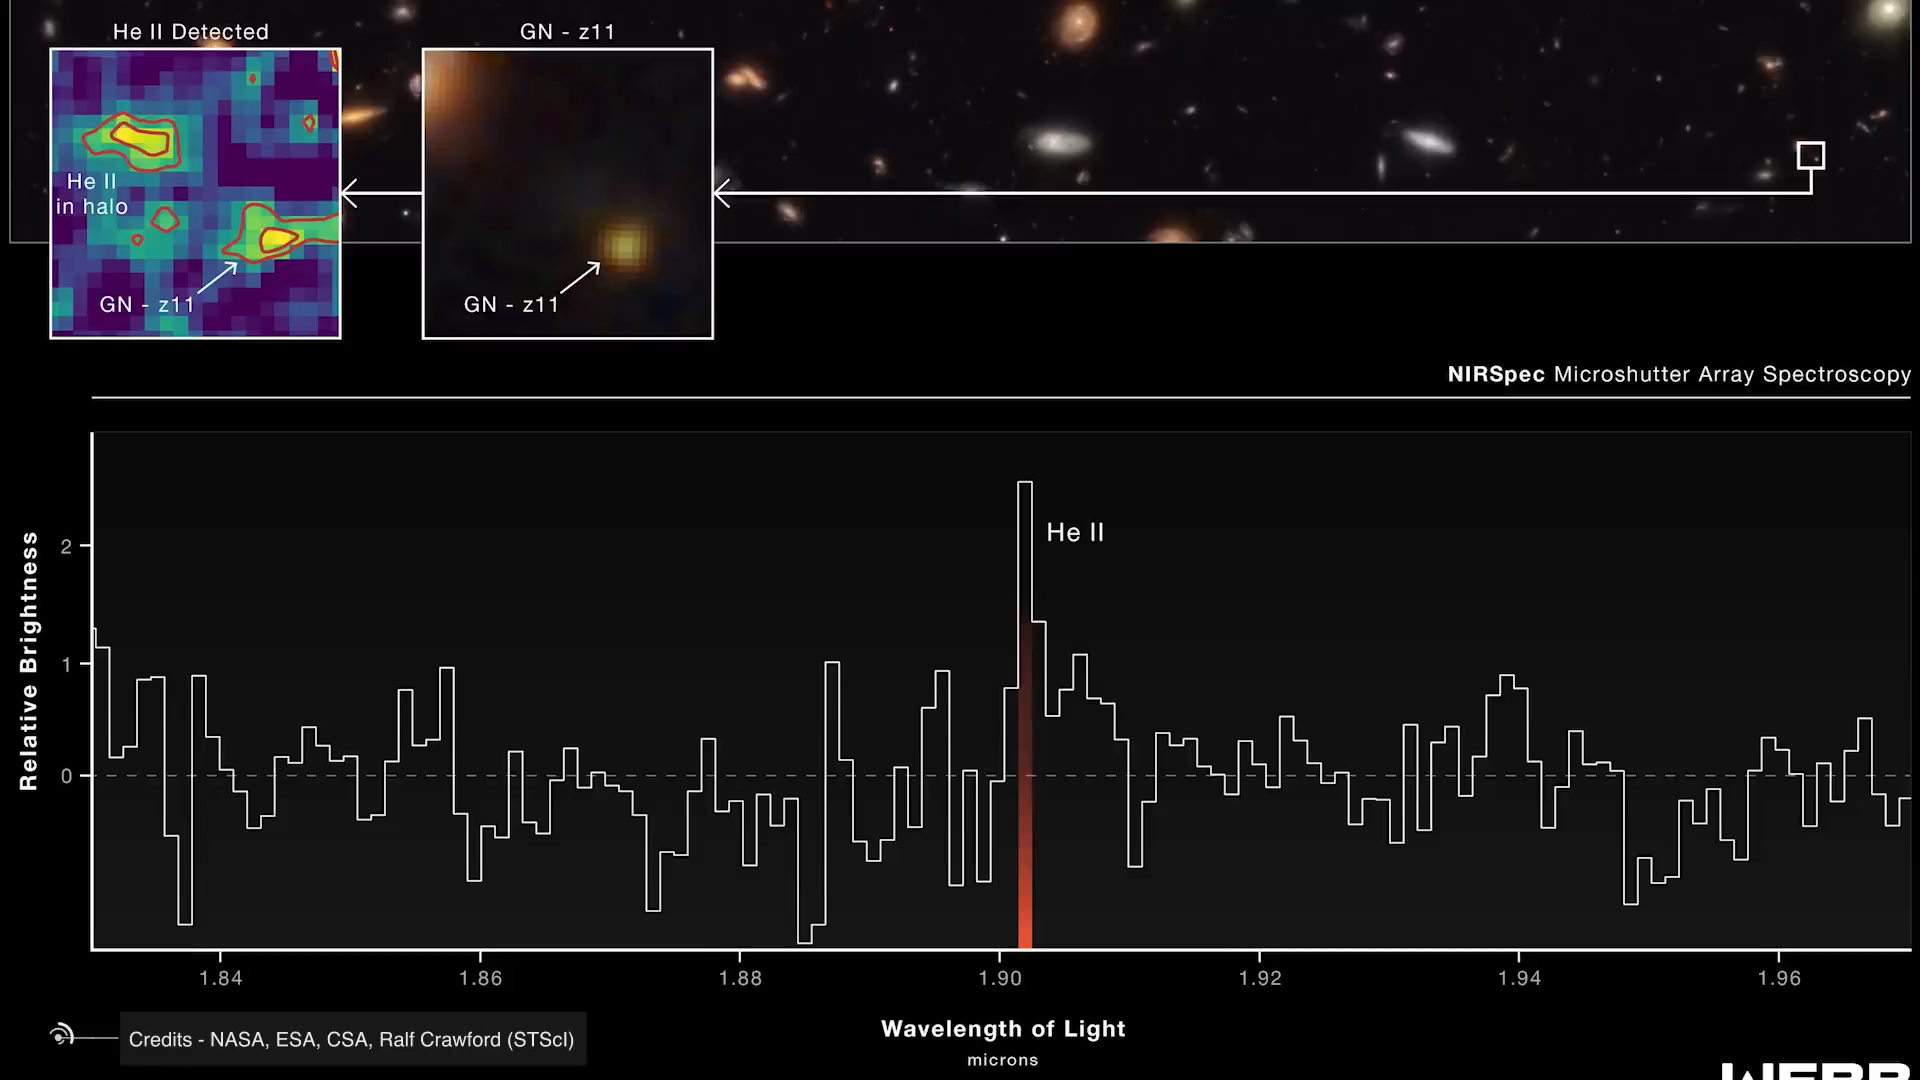 He II Detected
GN - z11
He II
in halo
GN - z11
GN - z11
NIRSpec Microshutter Array Spectroscopy
Relative Brightness
2
1
0
He II
1.84
1.86
1.88
1.90
1.92
1.94
1.96
Wavelength of Light
microns
Credits - NASA, ESA, CSA, Ralf Crawford (STScI)
WEBB